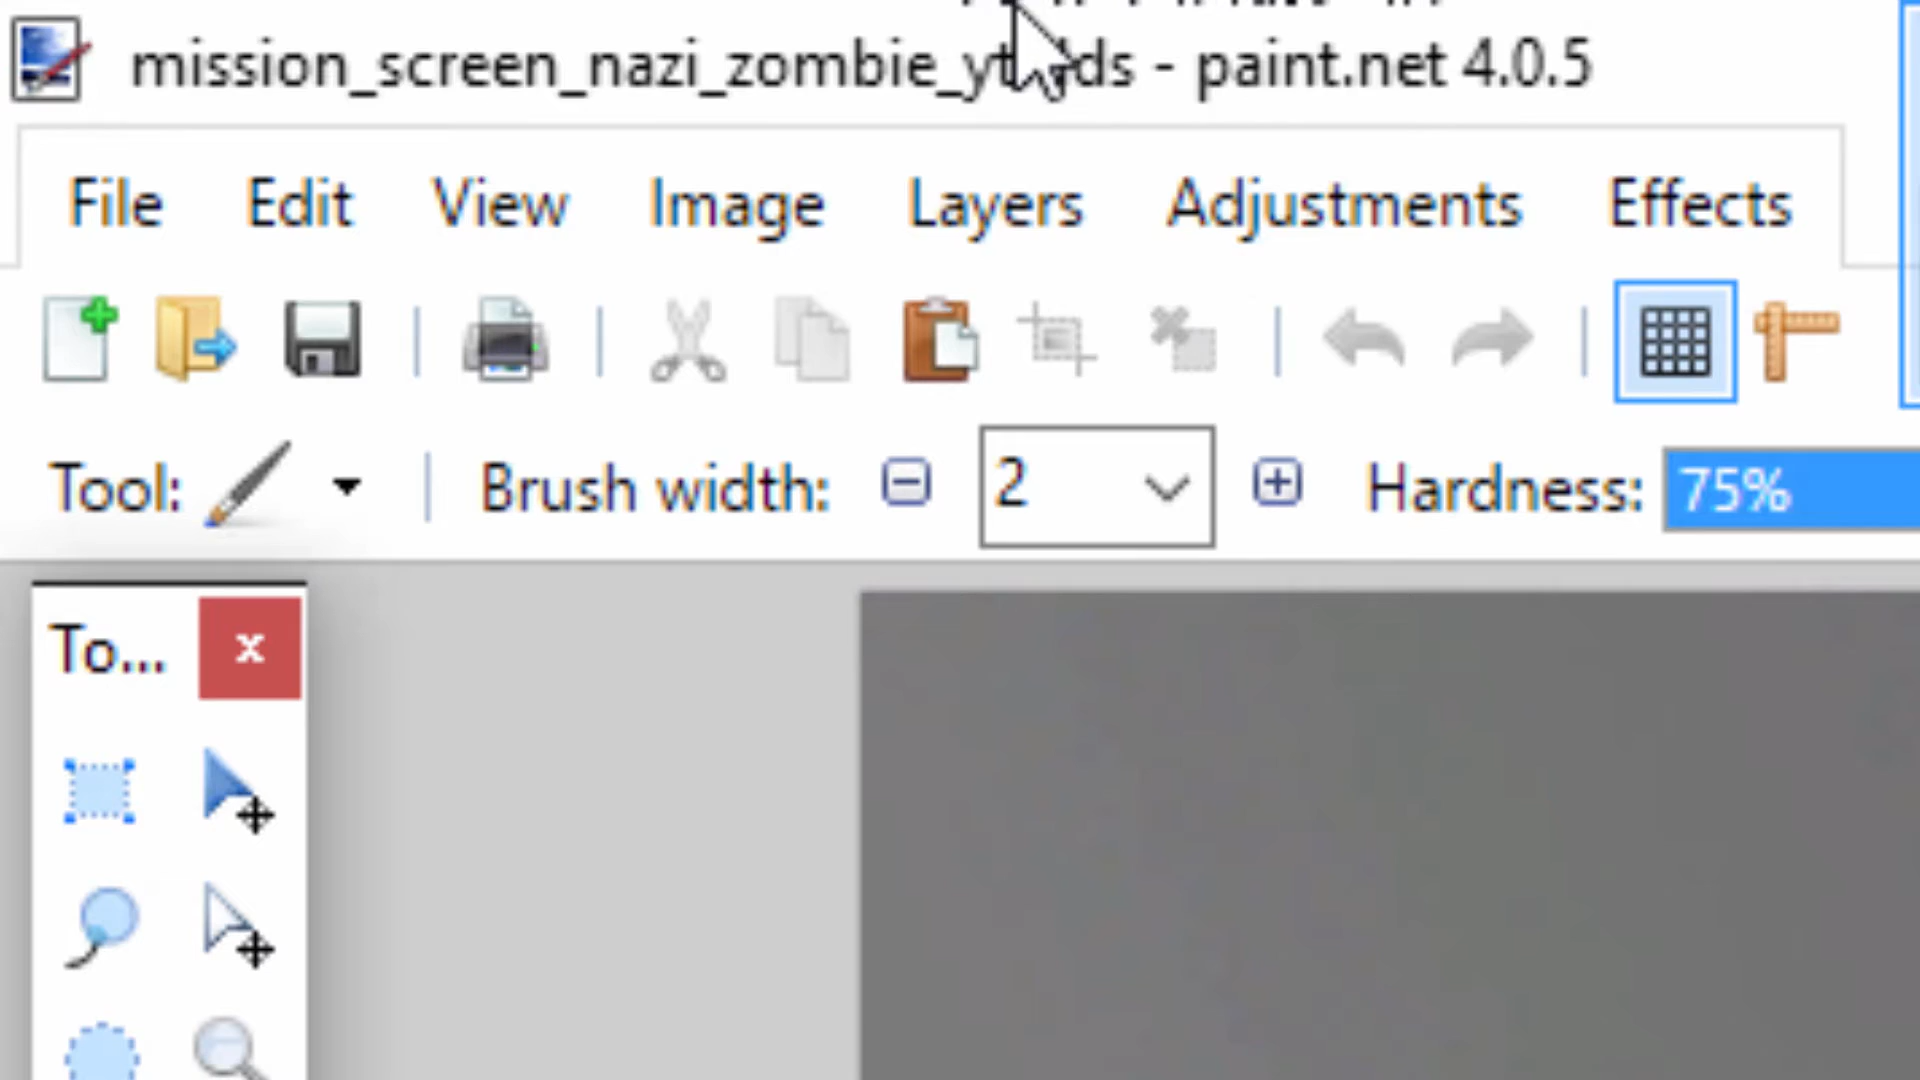 mission_screen_nazi_zombie_yt dds - paint.net 4.0.5
File Edit View Image Layers Adjustments Effects
Tool: Brush width: 2 Hardness: 75%
To... x